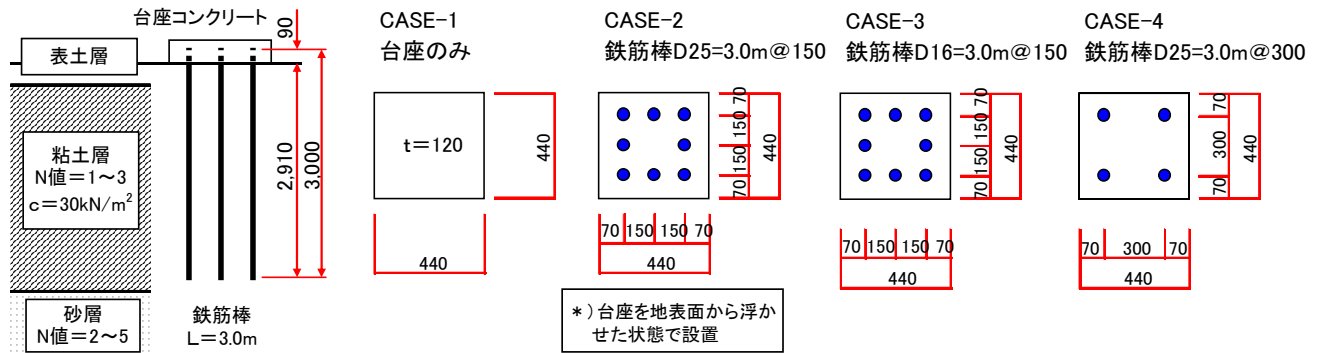 台座コンクリート
90
表土層
粘土層
N値＝1～3
c＝30kN/m²
砂層
N値＝2～5
2,910
3,000
鉄筋棒
L＝3.0m
CASE−1
台座のみ
t＝120
440
440
CASE−2
鉄筋棒D25=3.0m@150
70
150
150
70
440
70 150 150 70
440
＊）台座を地表面から浮か
せた状態で設置
CASE−3
鉄筋棒D16=3.0m@150
70
150
150
70
440
70 150 150 70
440
CASE−4
鉄筋棒D25=3.0m@300
70
300
70
440
70 300 70
440